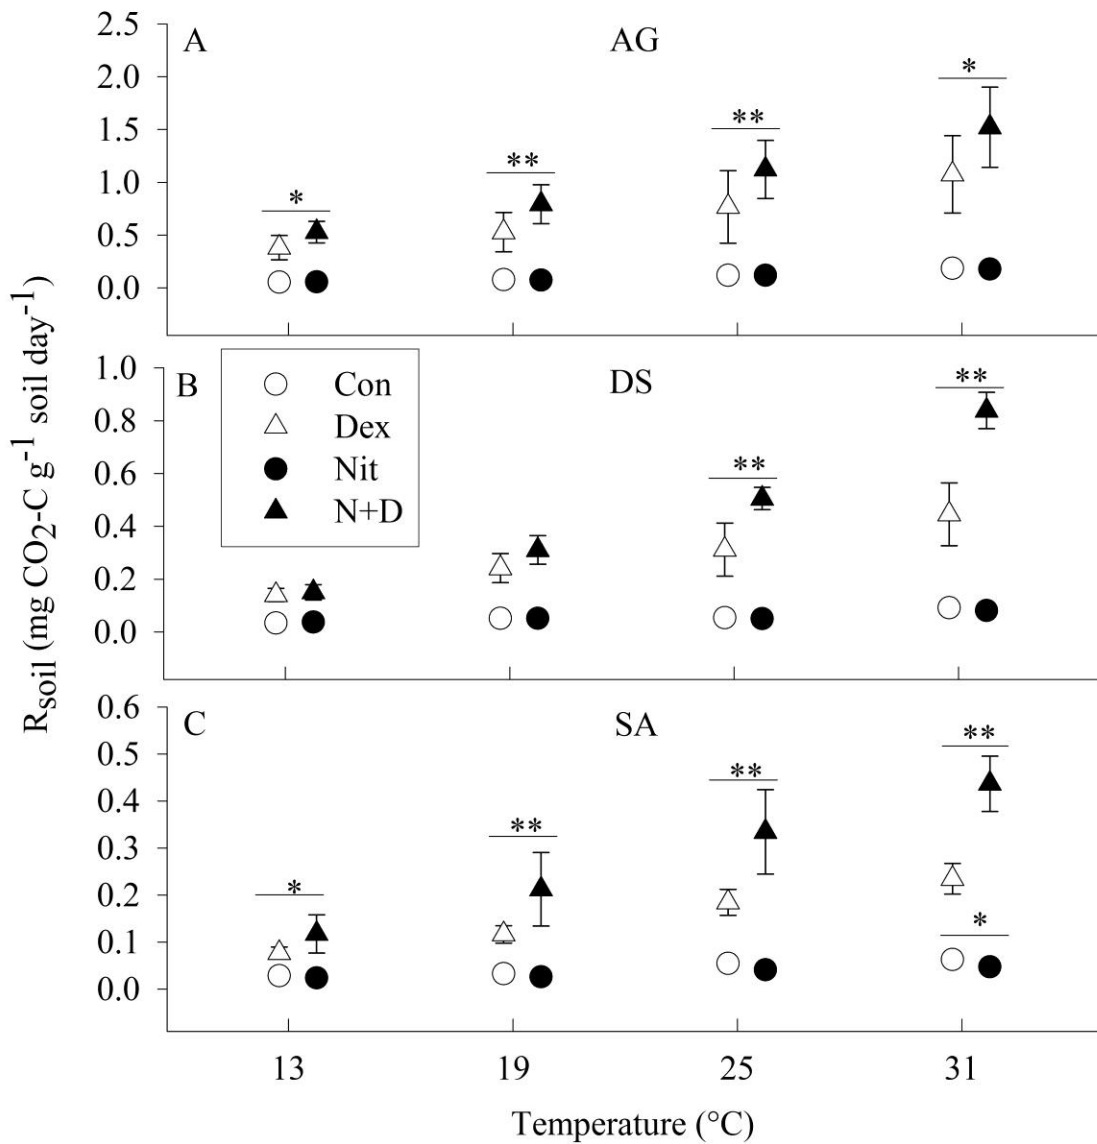 A AG
2.5
2.0
1.5
1.0
0.5
0.0
* ** ** *
B DS
1.0
0.8
0.6
0.4
0.2
0.0
Con
Dex
Nit
N+D
** **
C SA
0.6
0.5
0.4
0.3
0.2
0.1
0.0
* ** ** **
*
13 19 25 31
Temperature (°C)
R_soil (mg CO₂-C g⁻¹ soil day⁻¹)